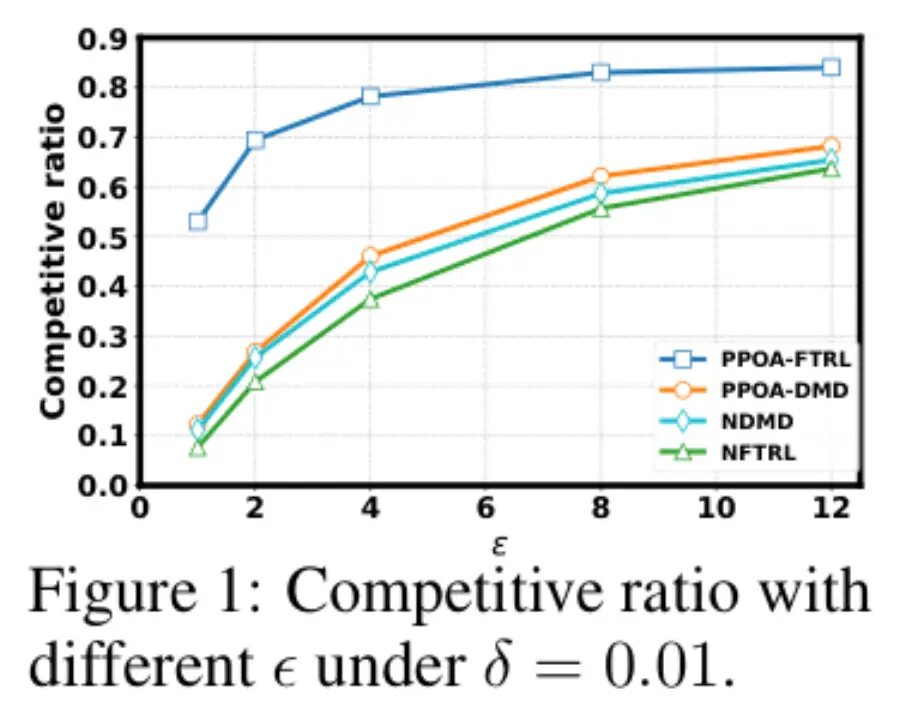 0.9
0.8
0.7
0.6
0.5
0.4
0.3
0.2
0.1
0.0
Competitive ratio
PPOA-FTRL
PPOA-DMD
NDMD
NFTRL
0 2 4 6 8 10 12
ε
Figure 1: Competitive ratio with
different ϵ under δ = 0.01.